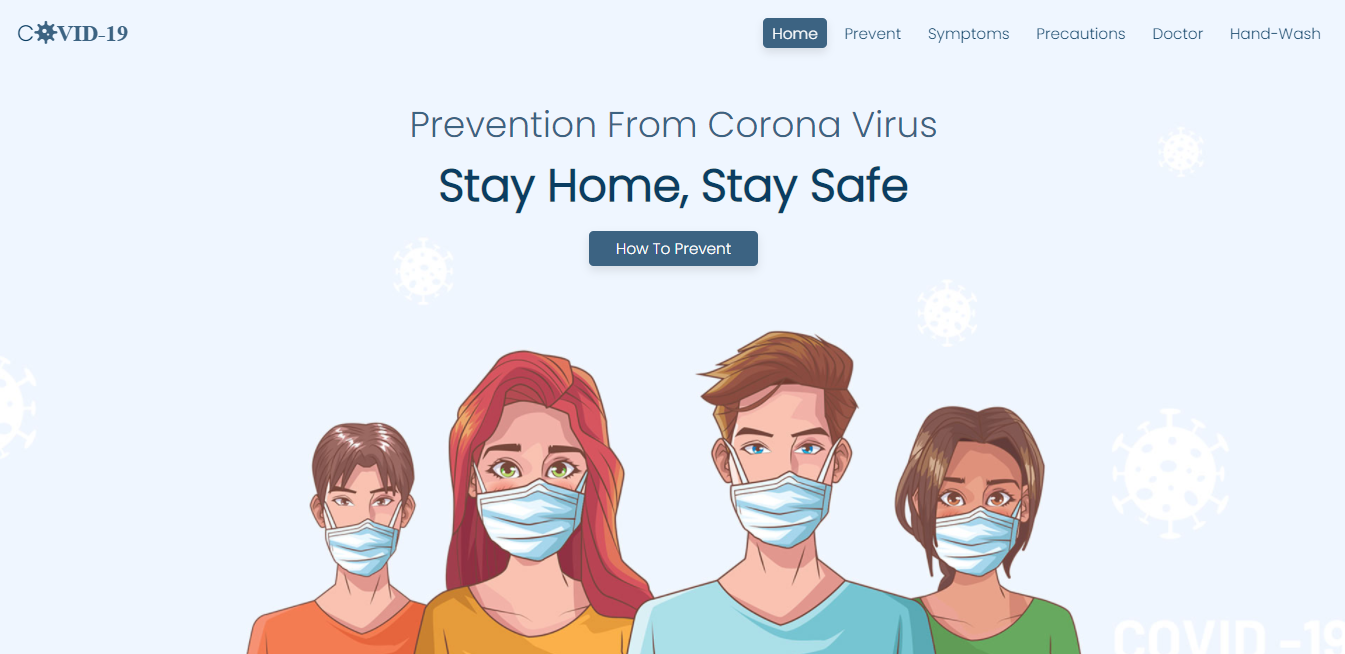 COVID-19
Home Prevent Symptoms Precautions Doctor Hand-Wash
Prevention From Corona Virus
Stay Home, Stay Safe
How To Prevent
COVID -19